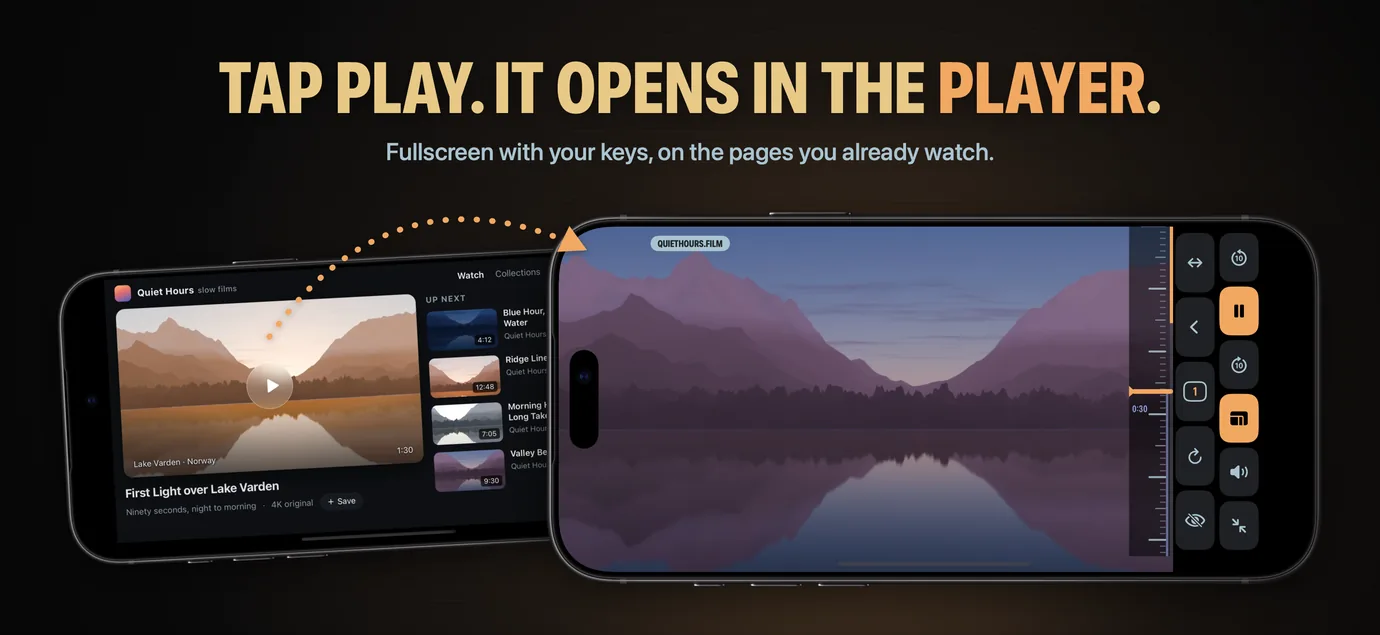 TAP PLAY. IT OPENS IN THE PLAYER.
Fullscreen with your keys, on the pages you already watch.
Quiet Hours slow films
Watch Collections
UP NEXT
Blue Hour,
Water
Quiet Hours
4:12
Ridge Line
Quiet Hours
12:48
Morning
Long Take
Quiet Hour
7:05
Valley Be
Quiet Hou
9:30
Lake Varden · Norway
1:30
First Light over Lake Varden
Ninety seconds, night to morning · 4K original + Save
QUIETHOURS.FILM
0:30
10
1
10